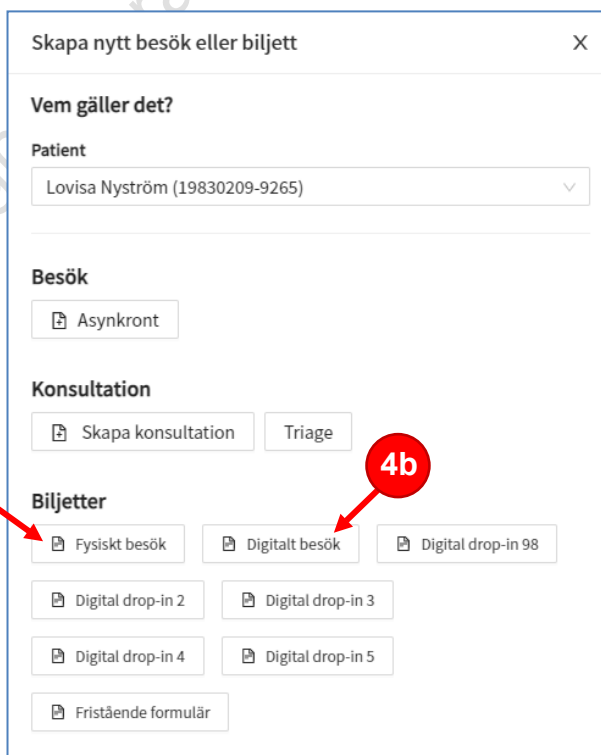 Skapa nytt besök eller biljett X
Vem gäller det?
Patient
Lovisa Nyström (19830209-9265)
Besök
Asynkront
Konsultation
Skapa konsultation Triage
4b
Biljetter
Fysiskt besök Digitalt besök Digital drop-in 98
Digital drop-in 2 Digital drop-in 3
Digital drop-in 4 Digital drop-in 5
Fristående formulär